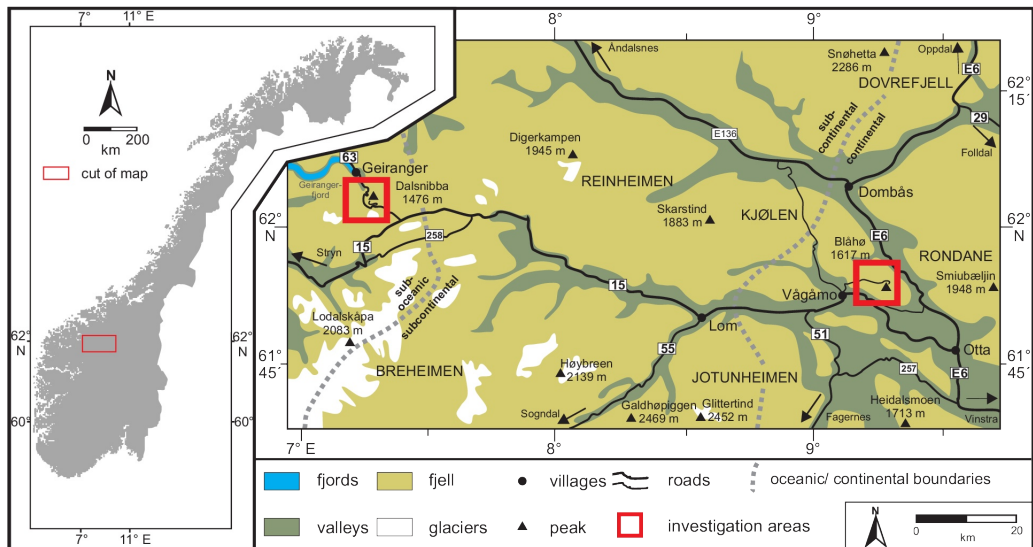 7°
11° E
N
0
200
km
cut of map
62°
N
60°
62°
N
60°
7°
11° E
8°
9°
Åndalsnes
Snøhetta
2286 m
Oppdal
DOVREFJELL
E6
62°
15´
29
Folldal
E136
sub-
continental
continental
Digerkampen
1945 m
REINHEIMEN
63
Geiranger
Geiranger-
fjord
Dalsnibba
1476 m
Skarstind
1883 m
KJØLEN
Dombås
62°
N
62°
N
Stryn
15
258
E6
Blåhø
1617 m
RONDANE
Smiubæljin
1948 m
sub-
oceanic
subcontinental
15
Vågåmo
Lodalskåpa
2083 m
Lom
51
Otta
55
61°
45´
61°
45´
BREHEIMEN
Høybreen
2139 m
JOTUNHEIMEN
257
E6
Sogndal
Galdhøpiggen
2469 m
Glittertind
2452 m
Fagernes
Heidalsmoen
1713 m
Vinstra
7° E
8°
9°
fjords
fjell
villages
roads
oceanic/ continental boundaries
valleys
glaciers
peak
investigation areas
N
0
20
km